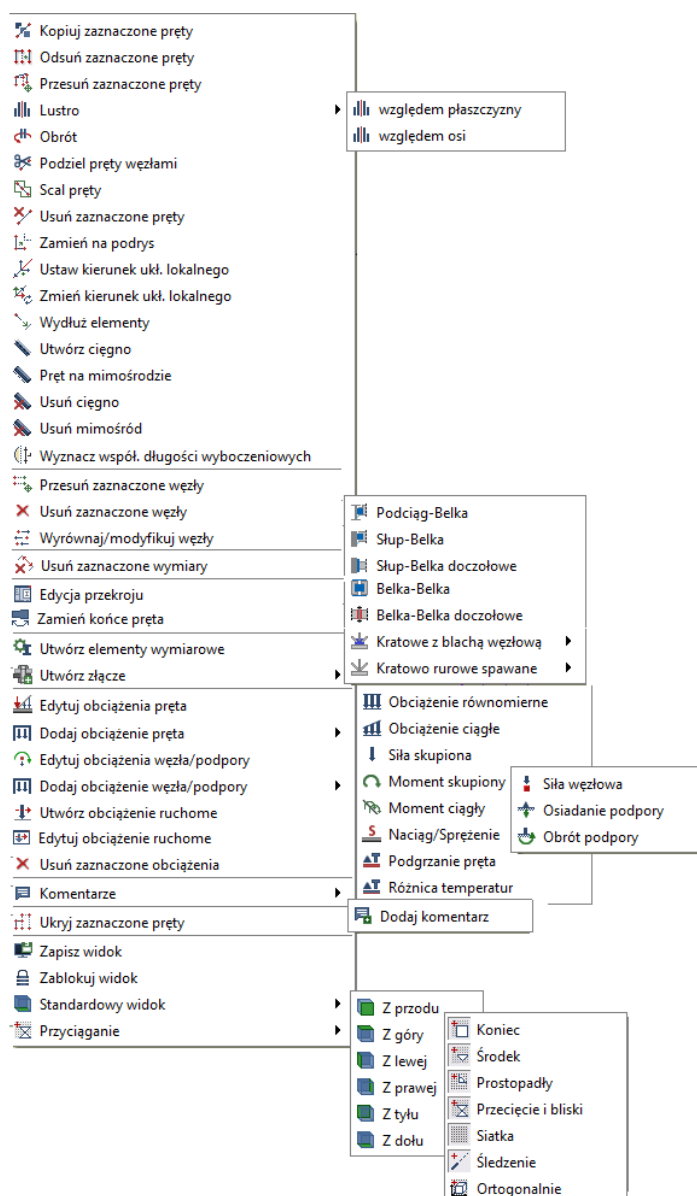 Kopiuj zaznaczone pręty
Odsuń zaznaczone pręty
Przesuń zaznaczone pręty
Lustro
względem płaszczyzny
względem osi
Obrót
Podziel pręty węzłami
Scal pręty
Usuń zaznaczone pręty
Zamień na podrys
Ustaw kierunek ukł. lokalnego
Zmień kierunek ukł. lokalnego
Wydłuż elementy
Utwórz cięgno
Pręt na mimośrodzie
Usuń cięgno
Usuń mimośród
Wyznacz współ. długości wyboczeniowych
Przesuń zaznaczone węzły
Usuń zaznaczone węzły
Wyrównaj/modyfikuj węzły
Usuń zaznaczone wymiary
Edycja przekroju
Zamień końce pręta
Utwórz elementy wymiarowe
Utwórz złącze
Podciąg-Belka
Słup-Belka
Słup-Belka doczołowe
Belka-Belka
Belka-Belka doczołowe
Kratowe z blachą węzłową
Kratowo rurowe spawane
Edytuj obciążenia pręta
Dodaj obciążenie pręta
Obciążenie równomierne
Obciążenie ciągłe
Siła skupiona
Moment skupiony
Moment ciągły
Naciąg/Sprężenie
Podgrzanie pręta
Różnica temperatur
Edytuj obciążenia węzła/podpory
Dodaj obciążenie węzła/podpory
Siła węzłowa
Osiadanie podpory
Obrót podpory
Utwórz obciążenie ruchome
Edytuj obciążenie ruchome
Usuń zaznaczone obciążenia
Komentarze
Dodaj komentarz
Ukryj zaznaczone pręty
Zapisz widok
Zablokuj widok
Standardowy widok
Z przodu
Z góry
Z lewej
Z prawej
Z tyłu
Z dołu
Przyciąganie
Koniec
Środek
Prostopadły
Przecięcie i bliski
Siatka
Śledzenie
Ortogonalnie